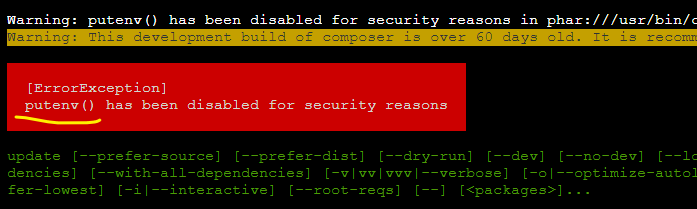 Warning: putenv() has been disabled for security reasons in phar:///usr/bin/
Warning: This development build of composer is over 60 days old. It is recomm
[ErrorException]
putenv() has been disabled for security reasons
update [--prefer-source] [--prefer-dist] [--dry-run] [--dev] [--no-dev] [--lo
dencies] [--with-all-dependencies] [-v|vv|vvv|--verbose] [-o|--optimize-autol
fer-lowest] [-i|--interactive] [--root-reqs] [--] [<packages>]...